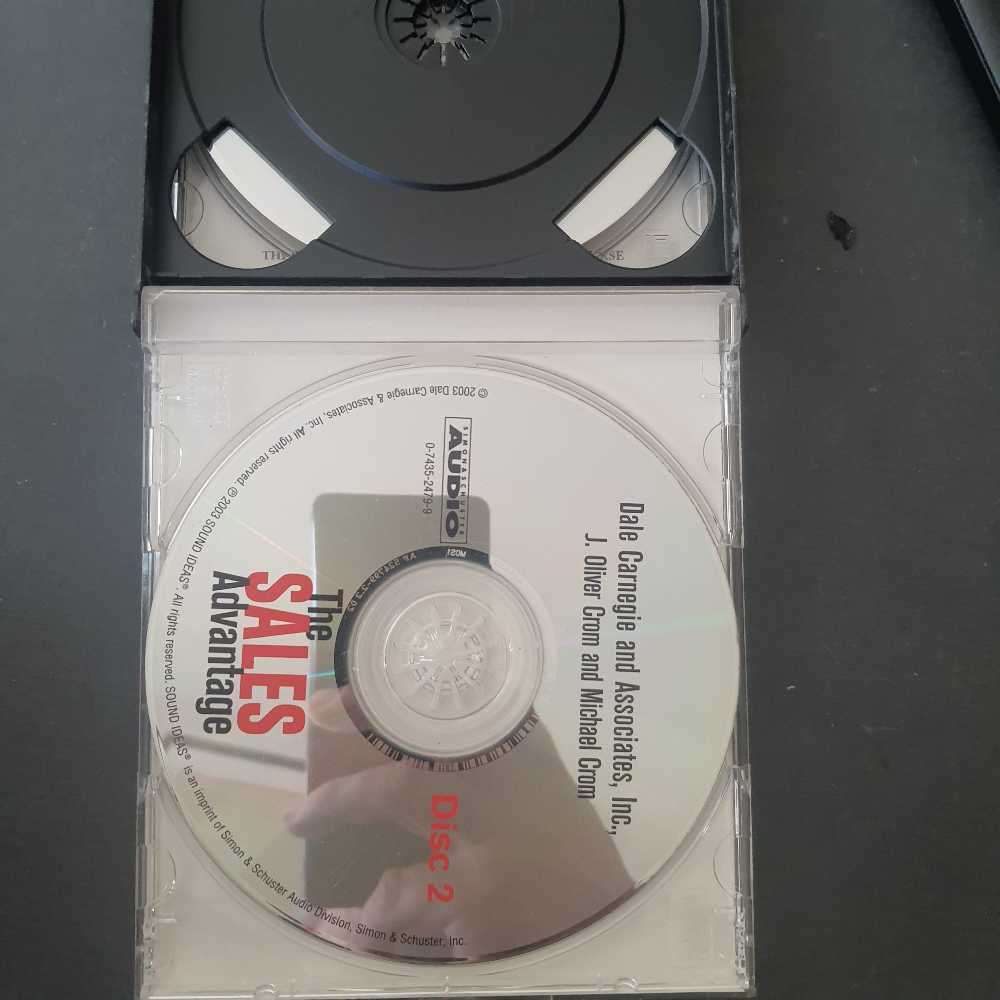 Dale Carnegie and Associates, Inc.,
J. Oliver Crom and Michael Crom
SIMON & SCHUSTER
AUDIO
0-7435-2479-9
Disc 2
The
SALES
Advantage
© 2003 Dale Carnegie & Associates, Inc. All rights reserved. ℗ 2003 SOUND IDEAS® All rights reserved. SOUND IDEAS® is an imprint of Simon & Schuster Audio Division, Simon & Schuster, Inc.